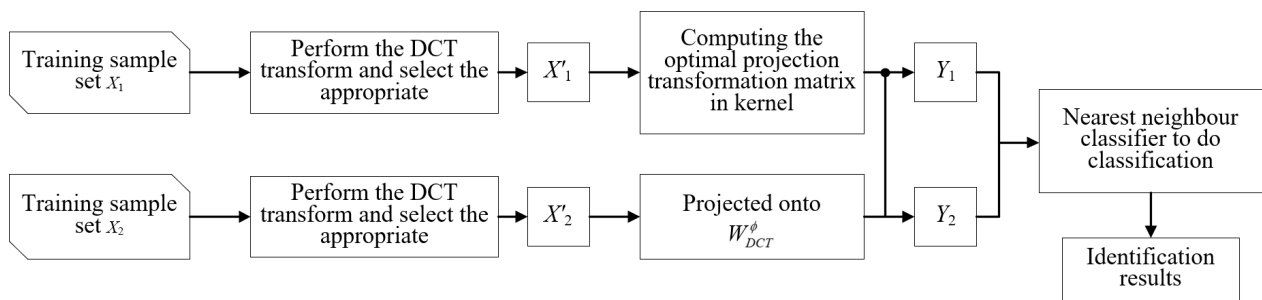 Training sample
set X₁
Perform the DCT
transform and select the
appropriate
X′₁
Computing the
optimal projection
transformation matrix
in kernel
Y₁
Nearest neighbour
classifier to do
classification
Training sample
set X₂
Perform the DCT
transform and select the
appropriate
X′₂
Projected onto
W^ϕ_DCT
Y₂
Identification
results